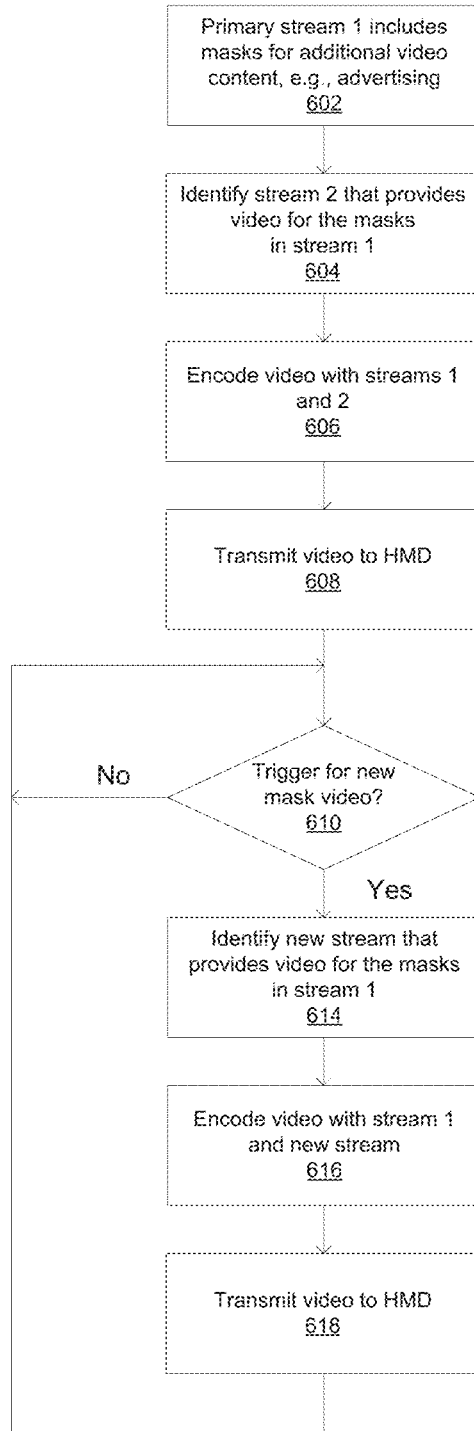 Primary stream 1 includes
masks for additional video
content, e.g., advertising
602
Identify stream 2 that provides
video for the masks
in stream 1
604
Encode video with streams 1
and 2
606
Transmit video to HMD
608
No
Trigger for new
mask video?
610
Yes
Identify new stream that
provides video for the masks
in stream 1
614
Encode video with stream 1
and new stream
616
Transmit video to HMD
618